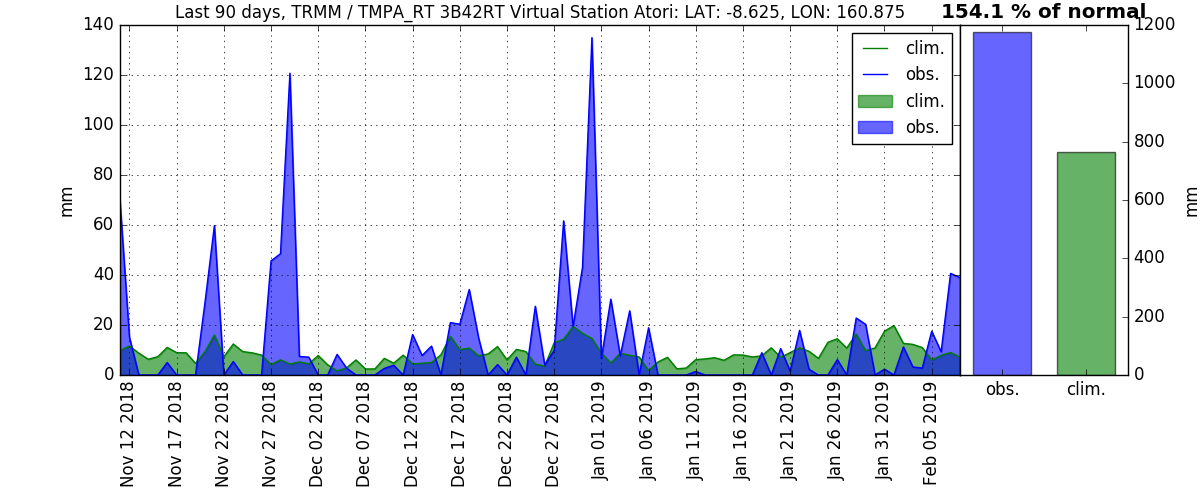 Last 90 days, TRMM / TMPA_RT 3B42RT Virtual Station Atori: LAT: -8.625, LON: 160.875
154.1 % of normal
mm
140
120
100
80
60
40
20
0
clim.
obs.
clim.
obs.
Nov 12 2018
Nov 17 2018
Nov 22 2018
Nov 27 2018
Dec 02 2018
Dec 07 2018
Dec 12 2018
Dec 17 2018
Dec 22 2018
Dec 27 2018
Jan 01 2019
Jan 06 2019
Jan 11 2019
Jan 16 2019
Jan 21 2019
Jan 26 2019
Jan 31 2019
Feb 05 2019
1200
1000
800
600
400
200
0
mm
obs.
clim.